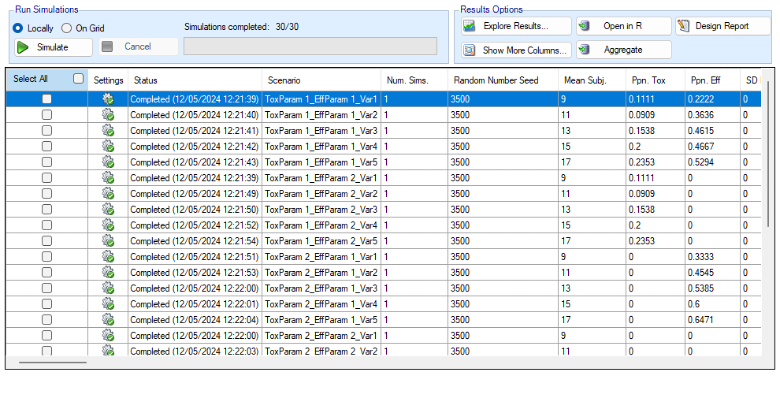 Run Simulations
Results Options
Locally On Grid Simulations completed: 30/30
Explore Results... Open in R Design Report
Simulate Cancel
Show More Columns... Aggregate
Select All Settings Status Scenario Num. Sims. Random Number Seed Mean Subj. Ppn. Tox Ppn. Eff SD
Completed (12/05/2024 12:21:39) ToxParam 1_EffParam 1_Var1 1 3500 9 0.1111 0.2222 0
Completed (12/05/2024 12:21:40) ToxParam 1_EffParam 1_Var2 1 3500 11 0.0909 0.3636 0
Completed (12/05/2024 12:21:41) ToxParam 1_EffParam 1_Var3 1 3500 13 0.1538 0.4615 0
Completed (12/05/2024 12:21:42) ToxParam 1_EffParam 1_Var4 1 3500 15 0.2 0.4667 0
Completed (12/05/2024 12:21:43) ToxParam 1_EffParam 1_Var5 1 3500 17 0.2353 0.5294 0
Completed (12/05/2024 12:21:39) ToxParam 1_EffParam 2_Var1 1 3500 9 0.1111 0 0
Completed (12/05/2024 12:21:49) ToxParam 1_EffParam 2_Var2 1 3500 11 0.0909 0 0
Completed (12/05/2024 12:21:50) ToxParam 1_EffParam 2_Var3 1 3500 13 0.1538 0 0
Completed (12/05/2024 12:21:52) ToxParam 1_EffParam 2_Var4 1 3500 15 0.2 0 0
Completed (12/05/2024 12:21:54) ToxParam 1_EffParam 2_Var5 1 3500 17 0.2353 0 0
Completed (12/05/2024 12:21:51) ToxParam 2_EffParam 1_Var1 1 3500 9 0 0.3333 0
Completed (12/05/2024 12:21:53) ToxParam 2_EffParam 1_Var2 1 3500 11 0 0.4545 0
Completed (12/05/2024 12:22:00) ToxParam 2_EffParam 1_Var3 1 3500 13 0 0.5385 0
Completed (12/05/2024 12:22:01) ToxParam 2_EffParam 1_Var4 1 3500 15 0 0.6 0
Completed (12/05/2024 12:22:04) ToxParam 2_EffParam 1_Var5 1 3500 17 0 0.6471 0
Completed (12/05/2024 12:22:00) ToxParam 2_EffParam 2_Var1 1 3500 9 0 0 0
Completed (12/05/2024 12:22:03) ToxParam 2_EffParam 2_Var2 1 3500 11 0 0 0